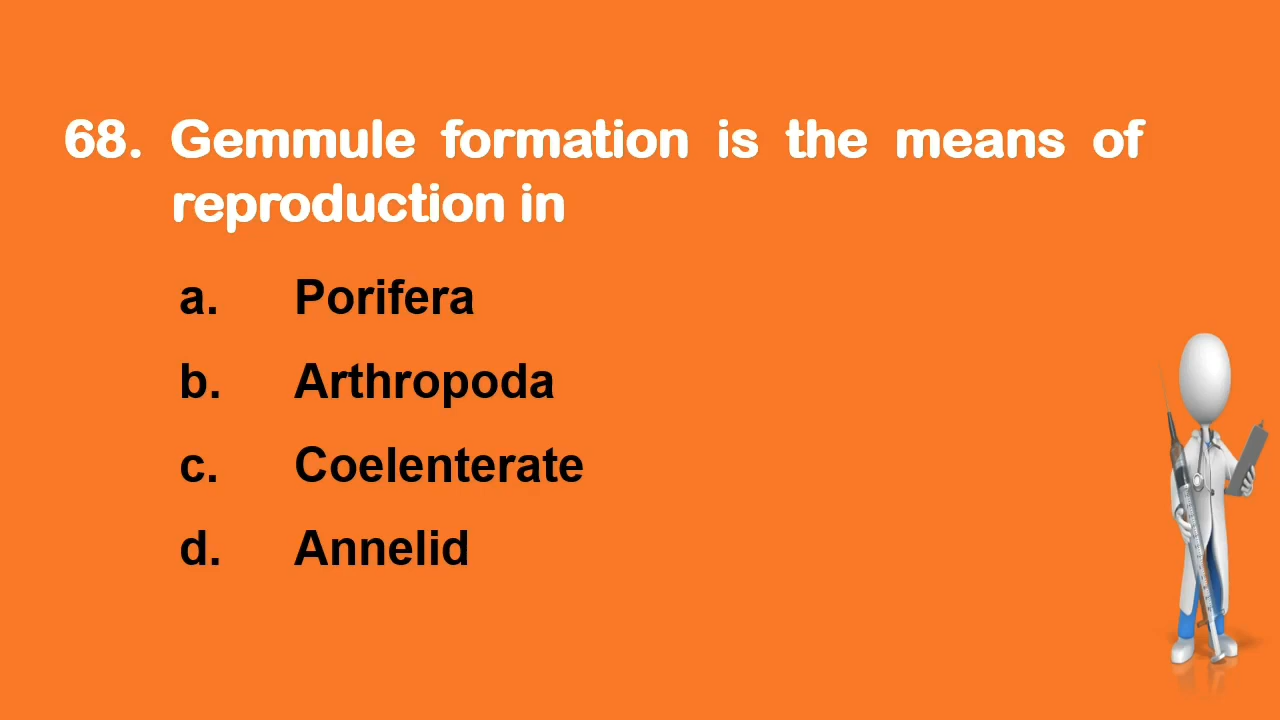 68. Gemmule formation is the means of
reproduction in
a. Porifera
b. Arthropoda
c. Coelenterate
d. Annelid